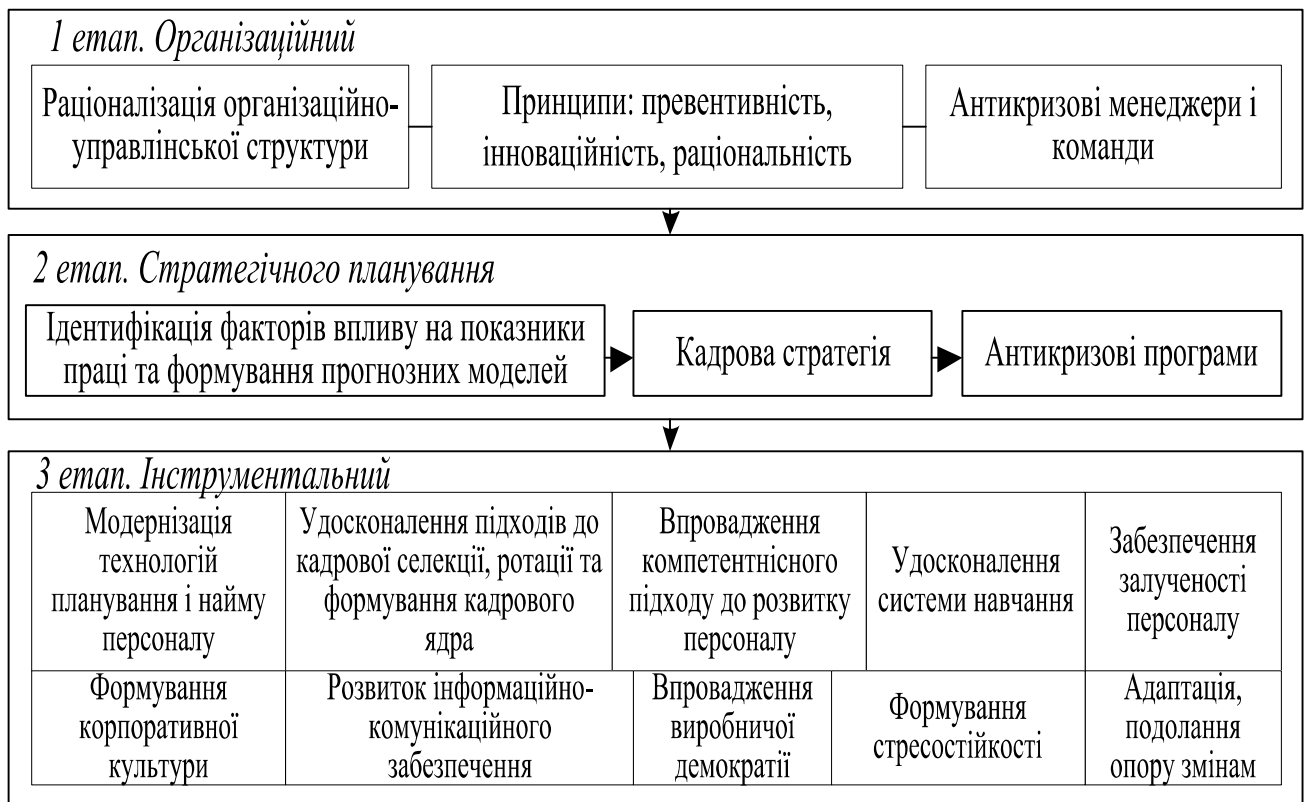 1 етап. Організаційний
Раціоналізація організаційно-
управлінської структури
Принципи: превентивність,
інноваційність, раціональність
Антикризові менеджери і
команди
2 етап. Стратегічного планування
Ідентифікація факторів впливу на показники
праці та формування прогнозних моделей
Кадрова стратегія
Антикризові програми
3 етап. Інструментальний
Модернізація
технологій
планування і найму
персоналу
Удосконалення підходів до
кадрової селекції, ротації та
формування кадрового
ядра
Впровадження
компетентнісного
підходу до розвитку
персоналу
Удосконалення
системи навчання
Забезпечення
залученості
персоналу
Формування
корпоративної
культури
Розвиток інформаційно-
комунікаційного
забезпечення
Впровадження
виробничої
демократії
Формування
стресостійкості
Адаптація,
подолання
опору змінам